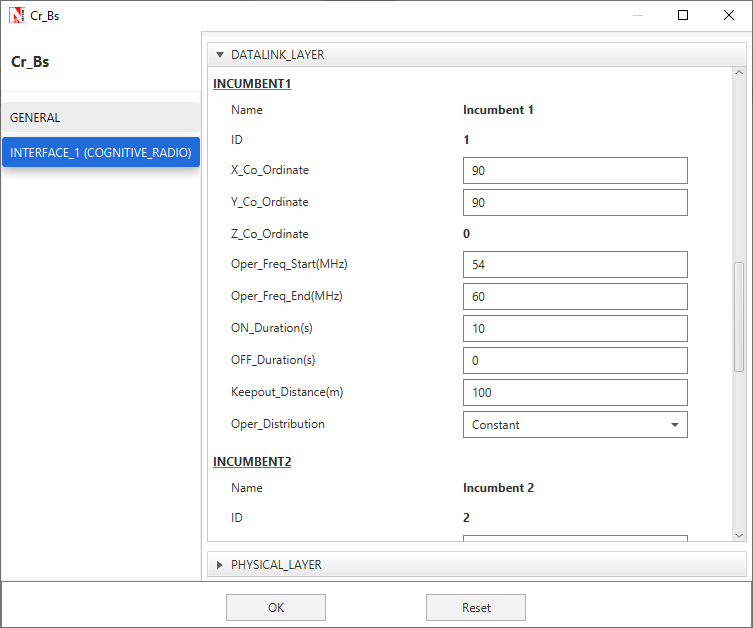 Cr_Bs
Cr_Bs
GENERAL
INTERFACE_1 (COGNITIVE_RADIO)
DATALINK_LAYER
INCUMBENT1
Name Incumbent 1
ID 1
X_Co_Ordinate 90
Y_Co_Ordinate 90
Z_Co_Ordinate 0
Oper_Freq_Start(MHz) 54
Oper_Freq_End(MHz) 60
ON_Duration(s) 10
OFF_Duration(s) 0
Keepout_Distance(m) 100
Oper_Distribution Constant
INCUMBENT2
Name Incumbent 2
ID 2
PHYSICAL_LAYER
OK Reset